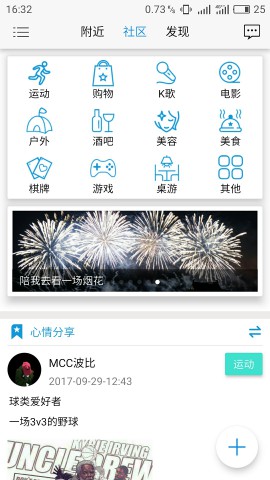 16:32
0.73 K/s
4G
25
附近 社区 发现
运动 购物 K歌 电影
户外 酒吧 美容 美食
棋牌 游戏 桌游 其他
陪我去看一场烟花
心情分享
MCC波比
运动
2017-09-29-12:43
球类爱好者
一场3v3的野球
KYRIE IRVING
UNCLE DREW